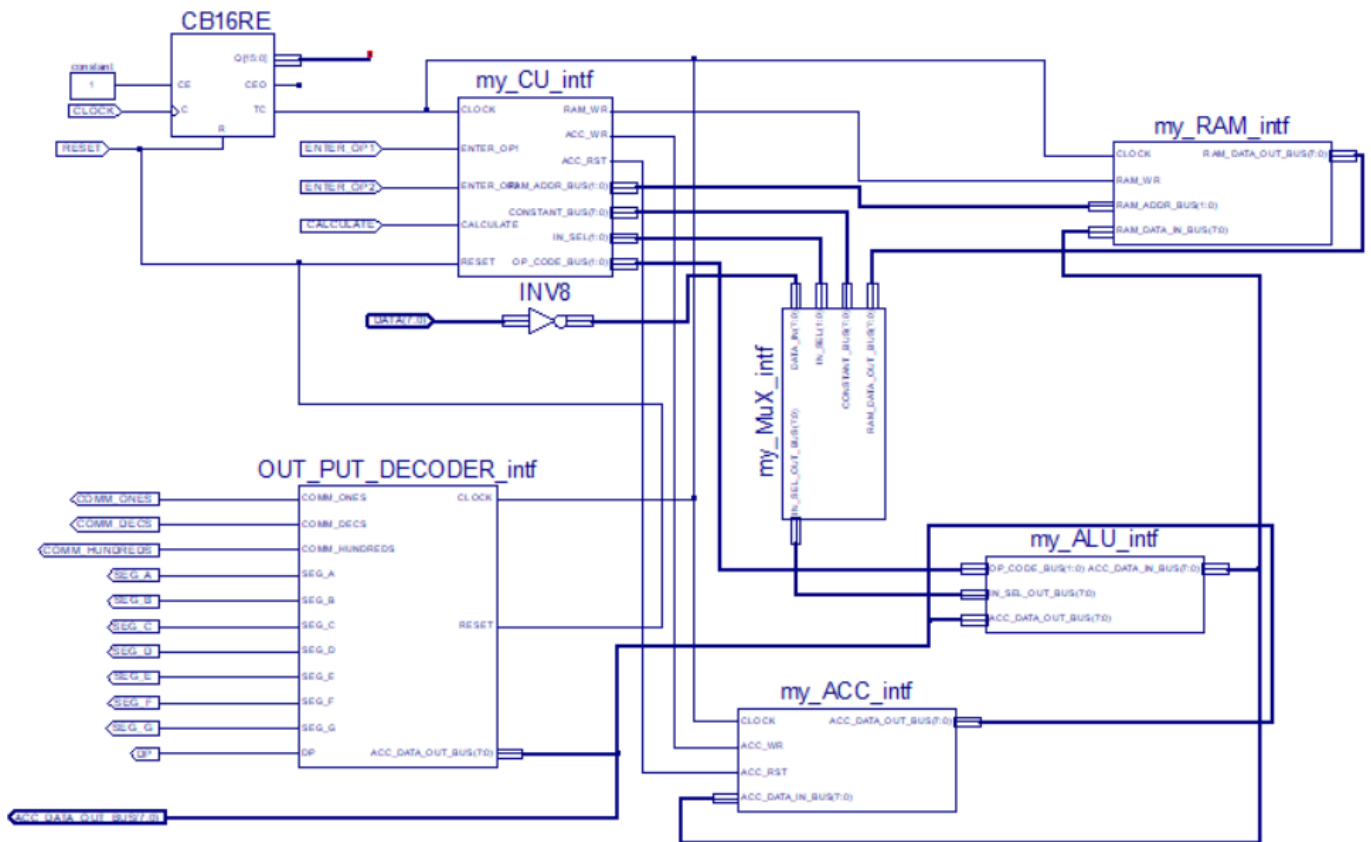 CB16RE
constant
1
CE
C
R
Q[15:0]
CEO
TC
CLOCK
RESET
my_CU_intf
CLOCK
ENTER_OP1
ENTER_OP2
CALCULATE
RESET
RAM_WR
ACC_WR
ACC_RST
RAM_ADDR_BUS(1:0)
CONSTANT_BUS(7:0)
IN_SEL(1:0)
OP_CODE_BUS(1:0)
ENTER_OP1
ENTER_OP2
CALCULATE
my_RAM_intf
CLOCK
RAM_WR
RAM_ADDR_BUS(1:0)
RAM_DATA_IN_BUS(7:0)
RAM_DATA_OUT_BUS(7:0)
INV8
DATA(7:0)
my_MuX_intf
DATA_IN(7:0)
IN_SEL(1:0)
CONSTANT_BUS(7:0)
RAM_DATA_OUT_BUS(7:0)
IN_SEL_OUT_BUS(7:0)
OUT_PUT_DECODER_intf
COMM_ONES
COMM_DECS
COMM_HUNDREDS
SEG_A
SEG_B
SEG_C
SEG_D
SEG_E
SEG_F
SEG_G
DP
CLOCK
RESET
ACC_DATA_OUT_BUS(7:0)
COMM_ONES
COMM_DECS
COMM_HUNDREDS
SEG_A
SEG_B
SEG_C
SEG_D
SEG_E
SEG_F
SEG_G
DP
ACC_DATA_OUT_BUS(7:0)
my_ALU_intf
OP_CODE_BUS(1:0)
ACC_DATA_IN_BUS(7:0)
IN_SEL_OUT_BUS(7:0)
ACC_DATA_OUT_BUS(7:0)
my_ACC_intf
CLOCK
ACC_DATA_OUT_BUS(7:0)
ACC_WR
ACC_RST
ACC_DATA_IN_BUS(7:0)